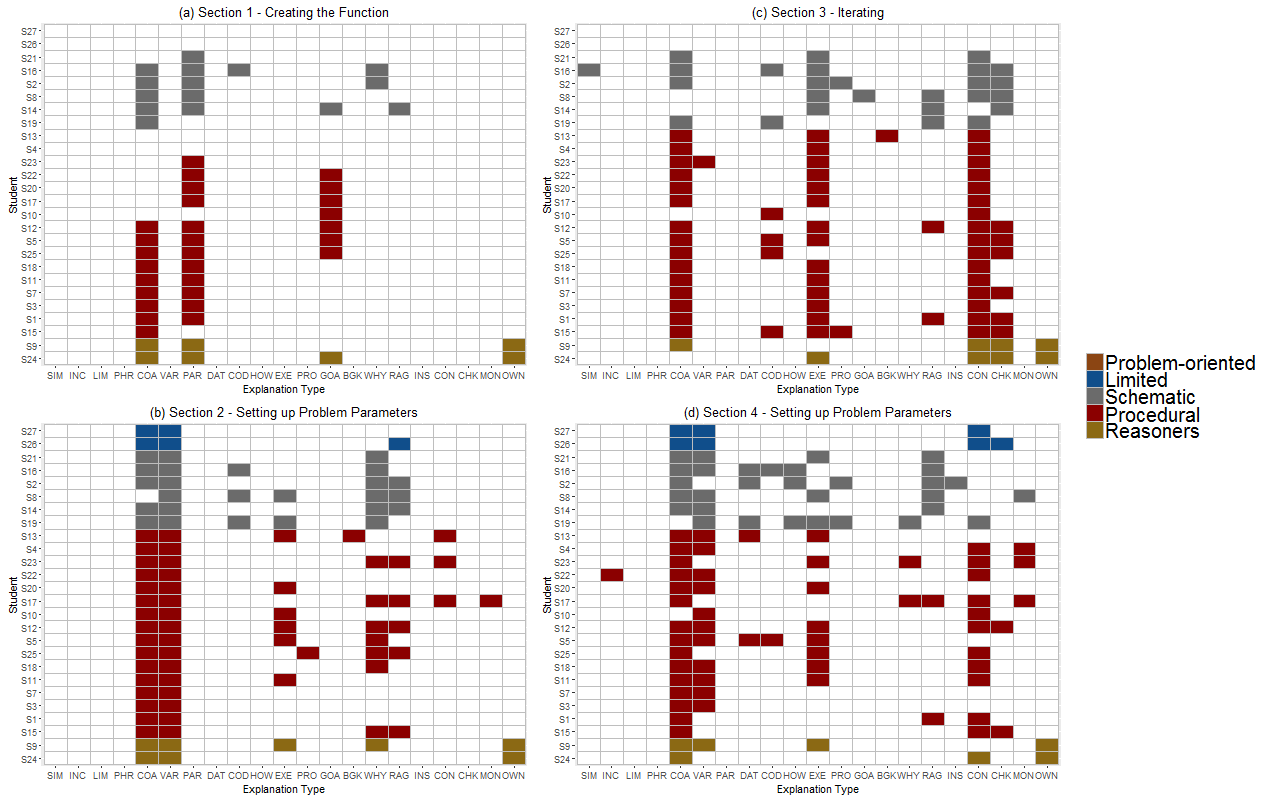 (a) Section 1 - Creating the Function
S27
S26
S21
S16
S2
S8
S14
S19
S13
S4
S23
S22
S20
S17
S10
S12
S5
S25
S18
S11
S7
S3
S1
S15
S9
S24
Student
SIM INC LIM PHR COA VAR PAR DAT COD HOW EXE PRO GOA BGK WHY RAG INS CON CHK MON OWN
Explanation Type
(c) Section 3 - Iterating
S27
S26
S21
S16
S2
S8
S14
S19
S13
S4
S23
S22
S20
S17
S10
S12
S5
S25
S18
S11
S7
S3
S1
S15
S9
S24
Student
SIM INC LIM PHR COA VAR PAR DAT COD HOW EXE PRO GOA BGK WHY RAG INS CON CHK MON OWN
Explanation Type
(b) Section 2 - Setting up Problem Parameters
S27
S26
S21
S16
S2
S8
S14
S19
S13
S4
S23
S22
S20
S17
S10
S12
S5
S25
S18
S11
S7
S3
S1
S15
S9
S24
Student
SIM INC LIM PHR COA VAR PAR DAT COD HOW EXE PRO GOA BGK WHY RAG INS CON CHK MON OWN
Explanation Type
(d) Section 4 - Setting up Problem Parameters
S27
S26
S21
S16
S2
S8
S14
S19
S13
S4
S23
S22
S20
S17
S10
S12
S5
S25
S18
S11
S7
S3
S1
S15
S9
S24
Student
SIM INC LIM PHR COA VAR PAR DAT COD HOW EXE PRO GOA BGK WHY RAG INS CON CHK MON OWN
Explanation Type
Problem-oriented
Limited
Schematic
Procedural
Reasoners